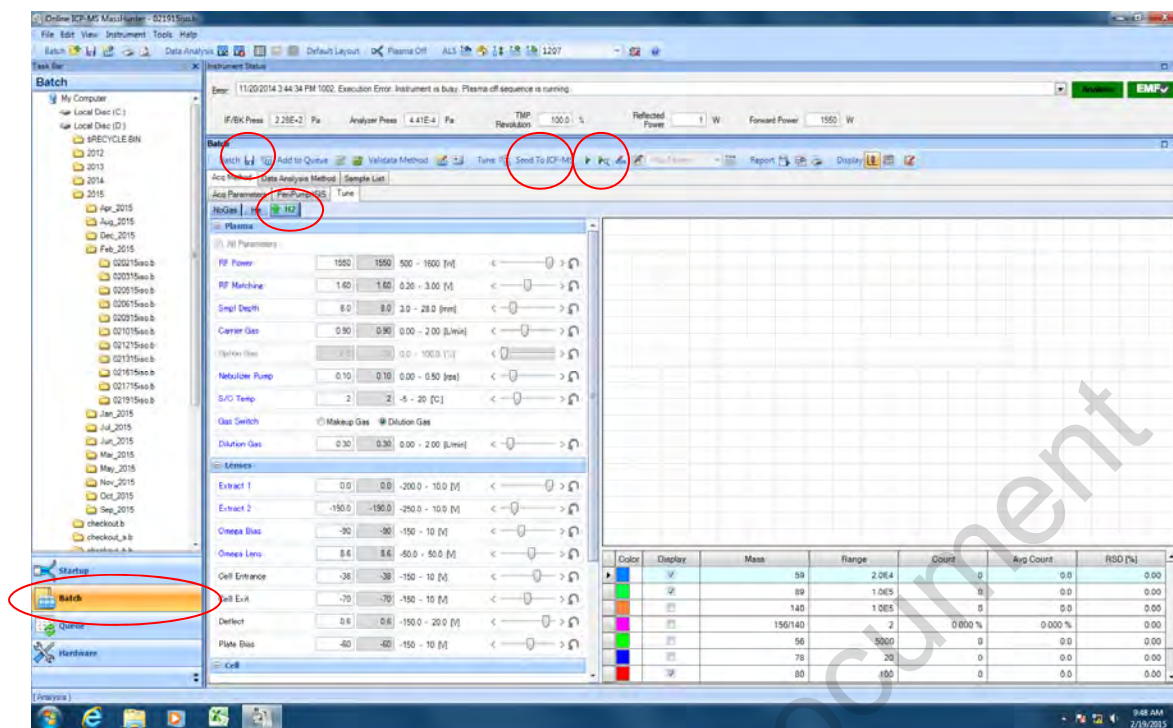 Online ICP-MS MassHunter - 021915iso.b
File Edit View Instrument Tools Help
Batch Data Analysis Default Layout Plasma Off ALS 1207
Task Bar
Instrument Status
Batch
Error: 11/20/2014 3:44:34 PM 1002. Execution Error. Instrument is busy. Plasma off sequence is running.
Analysis
EMF
IF/BK Press 2.28E+2 Pa Analyzer Press 4.41E-4 Pa TMP Revolution 100.0 % Reflected Power 1 W Forward Power 1550 W
Batch
Batch Add to Queue Validate Method Tune Send To ICP-MS Report Display
Acq Method Data Analysis Method Sample List
Acq Parameters PeriPump/ISIS Tune
NoGas He H2
My Computer
Local Disc (C:)
Local Disc (D:)
$RECYCLE.BIN
2012
2013
2014
2015
Apr_2015
Aug_2015
Dec_2015
Feb_2015
020215iso.b
020315iso.b
020515iso.b
020615iso.b
020915iso.b
021015iso.b
021215iso.b
021315iso.b
021615iso.b
021715iso.b
021915iso.b
Jan_2015
Jul_2015
Jun_2015
Mar_2015
May_2015
Nov_2015
Oct_2015
Sep_2015
checkout.b
checkout_a.b
Startup
Batch
Queue
Hardware
Plasma
All Parameters
RF Power 1550 1550 500 - 1600 [W]
RF Matching 1.60 1.60 0.20 - 3.00 [V]
Smpl Depth 8.0 8.0 3.0 - 28.0 [mm]
Carrier Gas 0.90 0.90 0.00 - 2.00 [L/min]
Option Gas 0.0 - 100.0 [%]
Nebulizer Pump 0.10 0.10 0.00 - 0.50 [rps]
S/C Temp 2 2 -5 - 20 [°C]
Gas Switch Makeup Gas Dilution Gas
Dilution Gas 0.30 0.30 0.00 - 2.00 [L/min]
Lenses
Extract 1 0.0 0.0 -200.0 - 10.0 [V]
Extract 2 -150.0 -150.0 -250.0 - 10.0 [V]
Omega Bias -90 -90 -150 - 10 [V]
Omega Lens 8.6 8.6 -50.0 - 50.0 [V]
Cell Entrance -38 -38 -150 - 10 [V]
Cell Exit -70 -70 -150 - 10 [V]
Deflect 0.6 0.6 -150.0 - 20.0 [V]
Plate Bias -60 -60 -150 - 10 [V]
Cell
Color Display Mass Range Count Avg Count RSD [%]
59 2.0E4 0 0.0 0.00
89 1.0E5 0 0.0 0.00
140 1.0E5 0 0.0 0.00
156/140 2 0.000 % 0.000 % 0.00
56 5000 0 0.0 0.00
78 20 0 0.0 0.00
80 100 0 0.0 0.00
[Analysis]
9:48 AM
2/19/2015
ocument